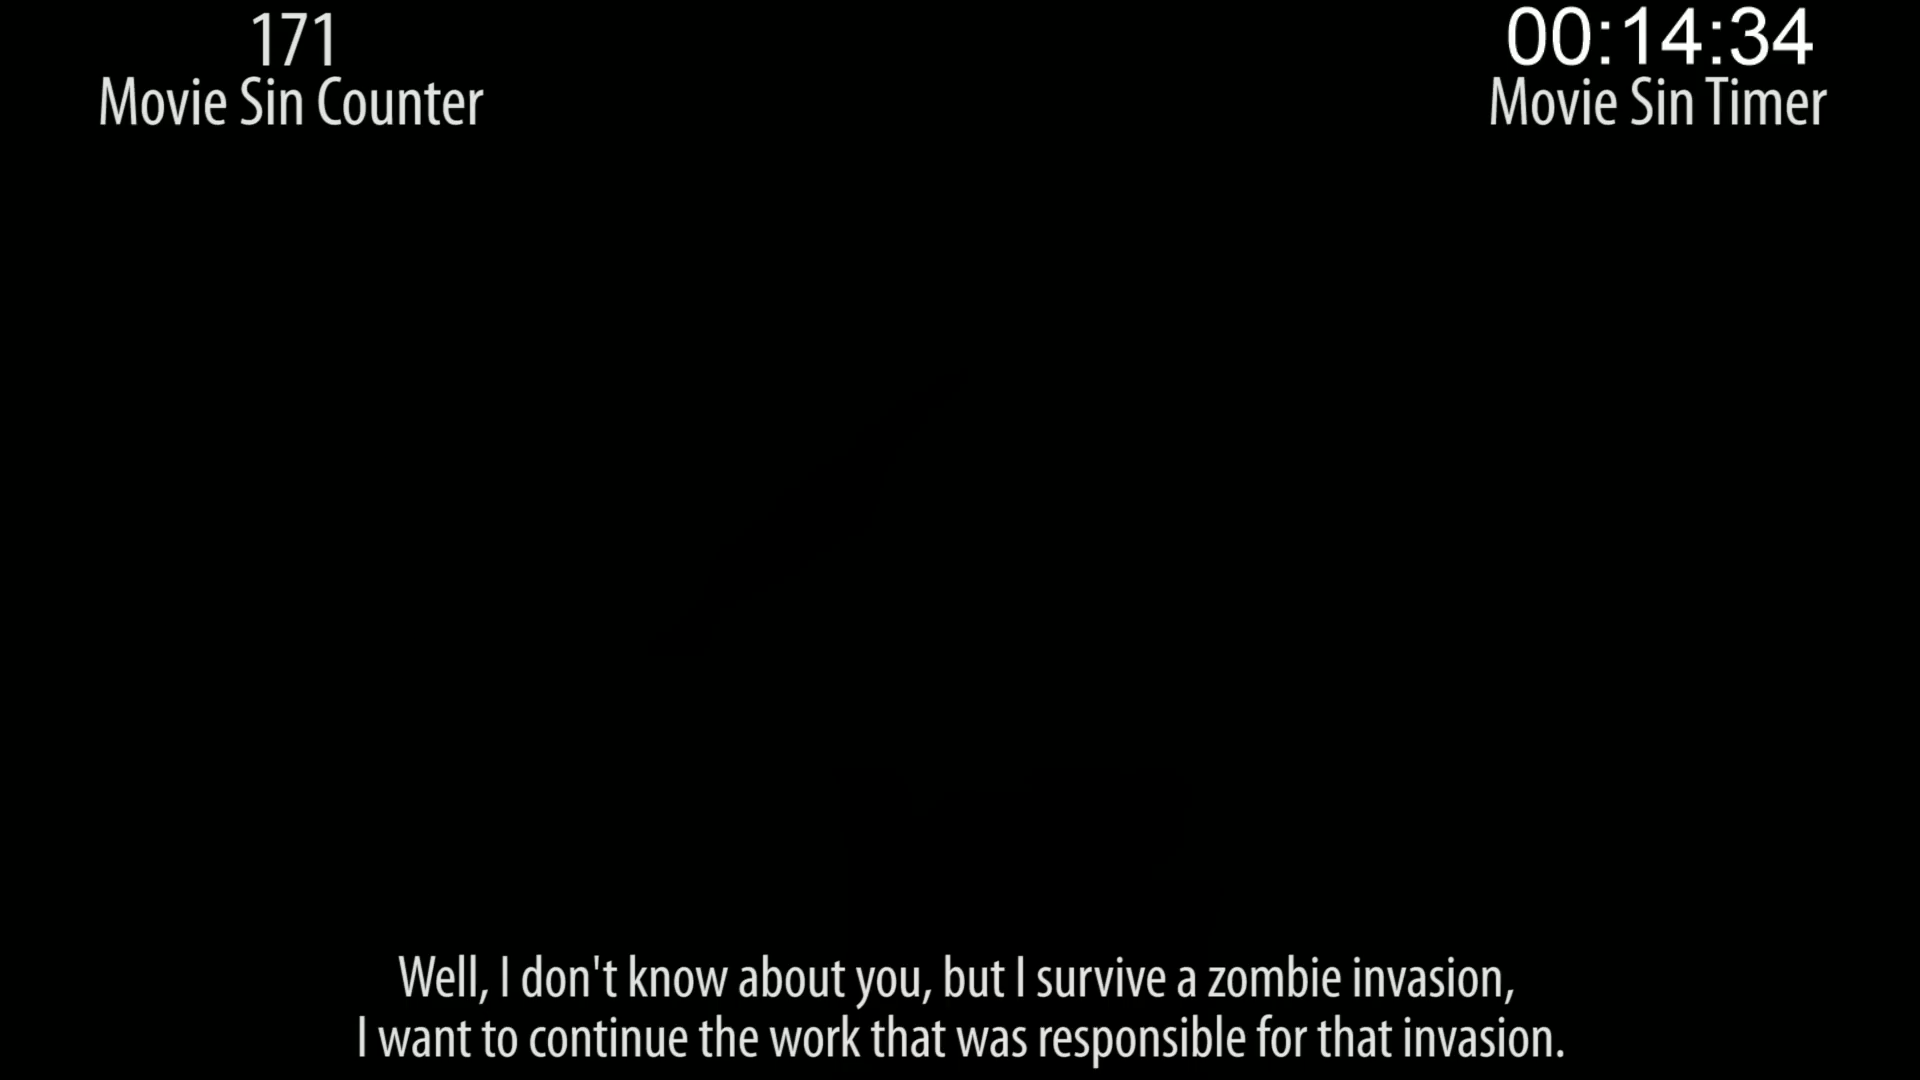 171
Movie Sin Counter
00:14:34
Movie Sin Timer
Well, I don't know about you, but I survive a zombie invasion,
I want to continue the work that was responsible for that invasion.